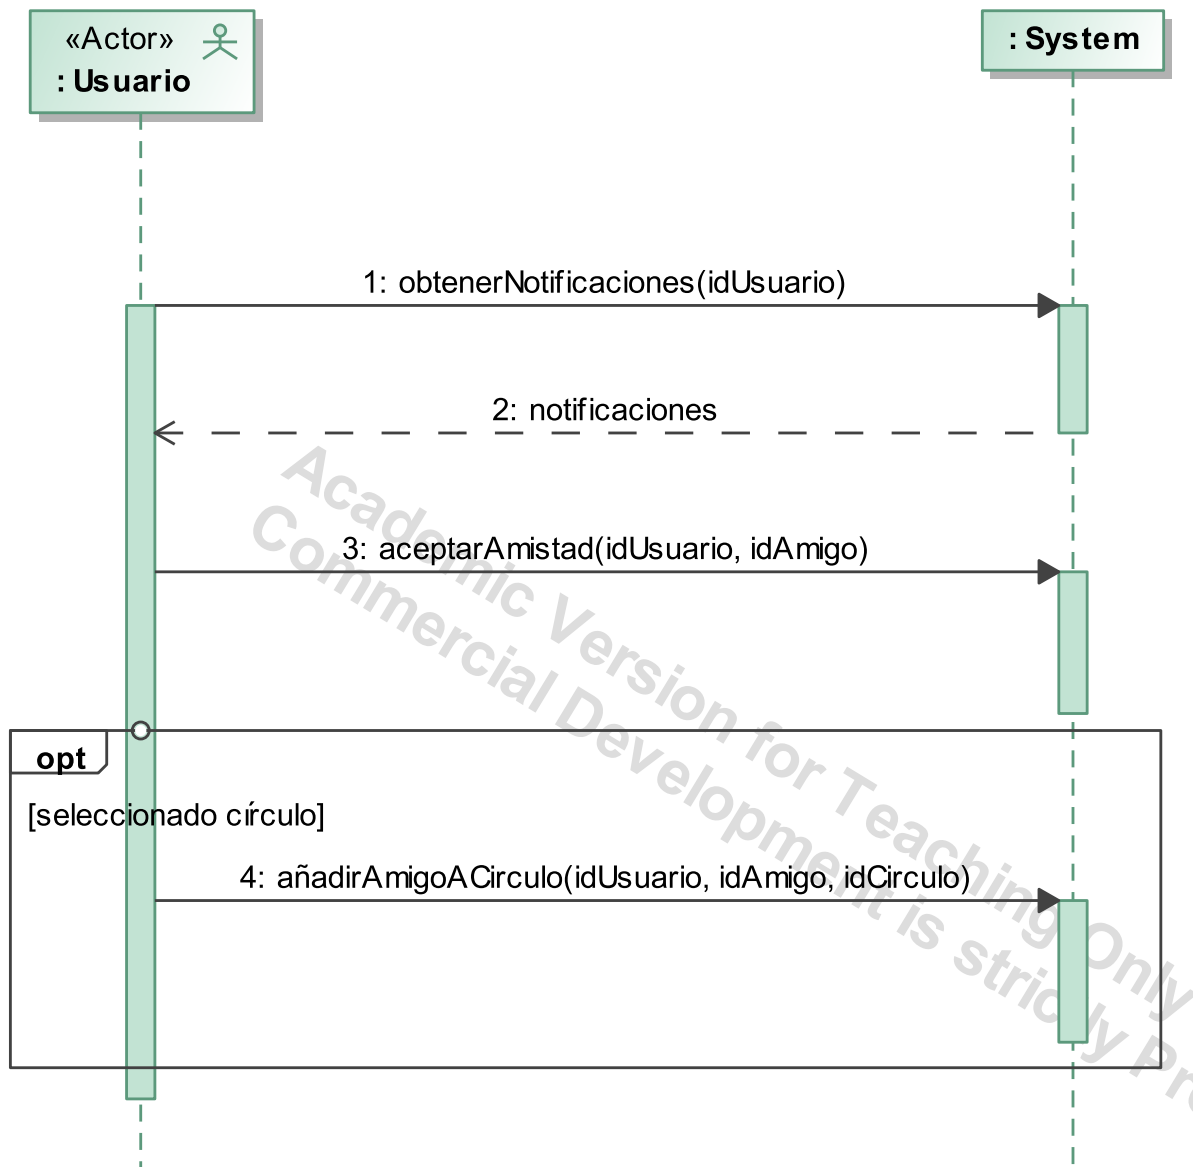 «Actor»
: Usuario
: System
1: obtenerNotificaciones(idUsuario)
2: notificaciones
3: aceptarAmistad(idUsuario, idAmigo)
opt
[seleccionado círculo]
4: añadirAmigoACirculo(idUsuario, idAmigo, idCirculo)
Academic Version for Teaching Only
Commercial Development is strictly